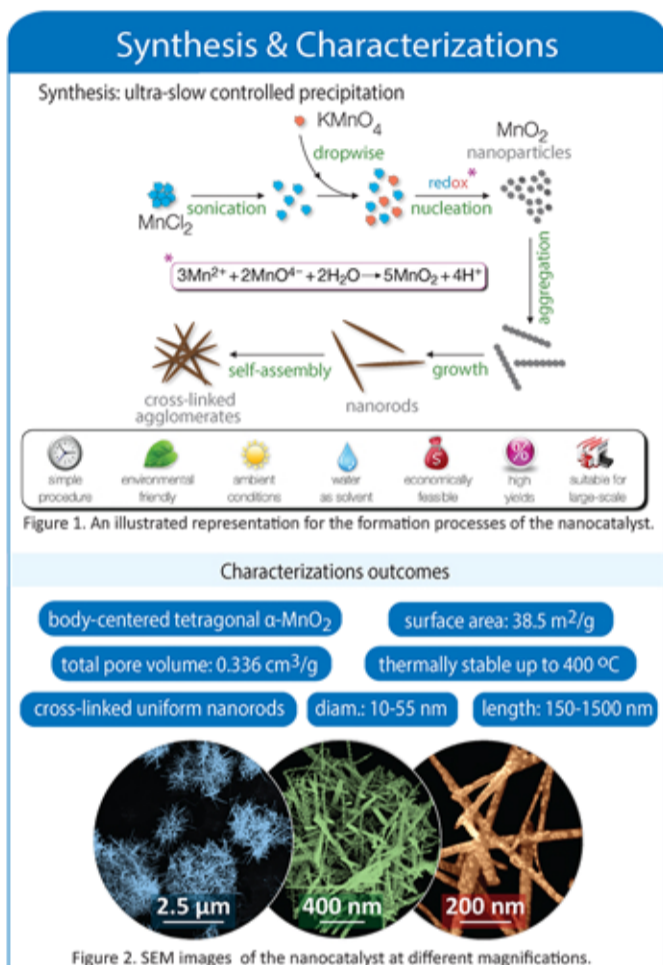 Synthesis & Characterizations
Synthesis: ultra-slow controlled precipitation
KMnO₄
dropwise
MnCl₂
sonication
redox*
nucleation
MnO₂
nanoparticles
aggregation
* 3Mn²⁺+2MnO⁴⁻+2H₂O→5MnO₂+4H⁺
growth
nanorods
self-assembly
cross-linked
agglomerates
simple
procedure
environmental
friendly
ambient
conditions
water
as solvent
$
economically
feasible
%
high
yields
suitable for
large-scale
Figure 1. An illustrated representation for the formation processes of the nanocatalyst.
Characterizations outcomes
body-centered tetragonal α-MnO₂
surface area: 38.5 m²/g
total pore volume: 0.336 cm³/g
thermally stable up to 400 ºC
cross-linked uniform nanorods
diam.: 10-55 nm
length: 150-1500 nm
2.5 µm
400 nm
200 nm
Figure 2. SEM images of the nanocatalyst at different magnifications.